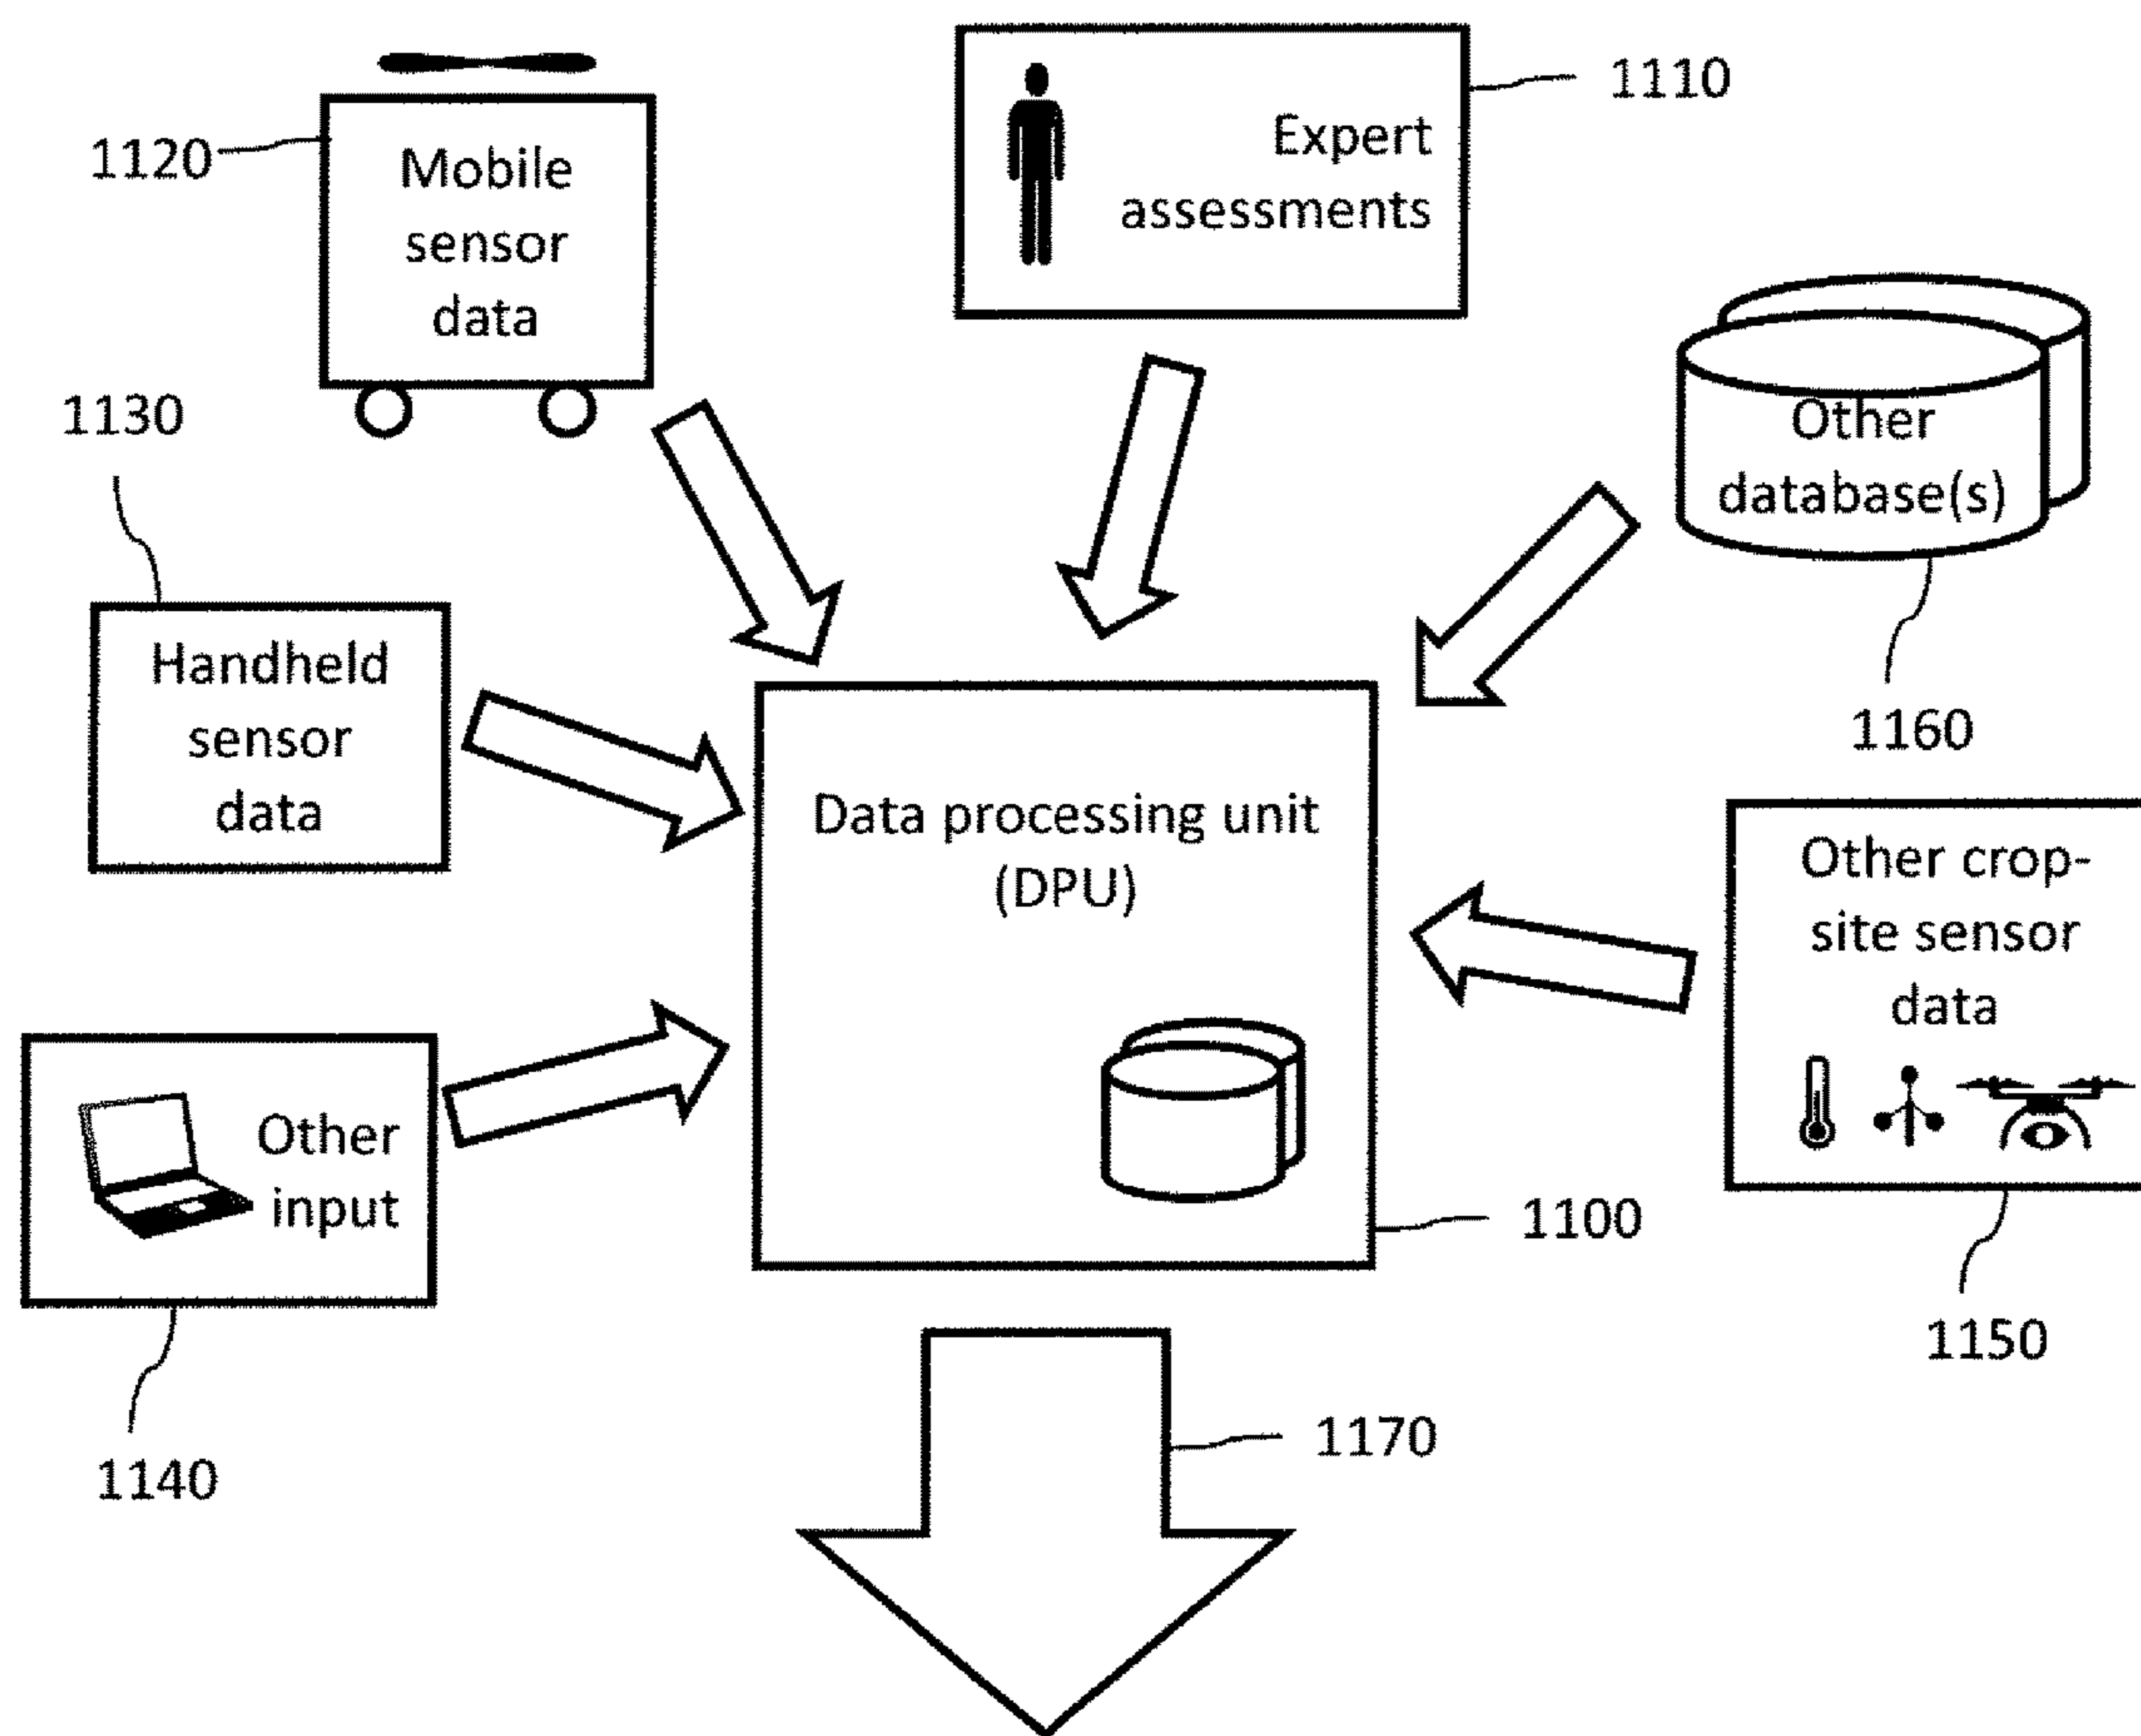 1110
Expert
assessments
1120
Mobile
sensor
data
1130
Other
database(s)
Handheld
sensor
data
1160
Data processing unit
(DPU)
Other crop-
site sensor
data
Other
input
1100
1150
1170
1140